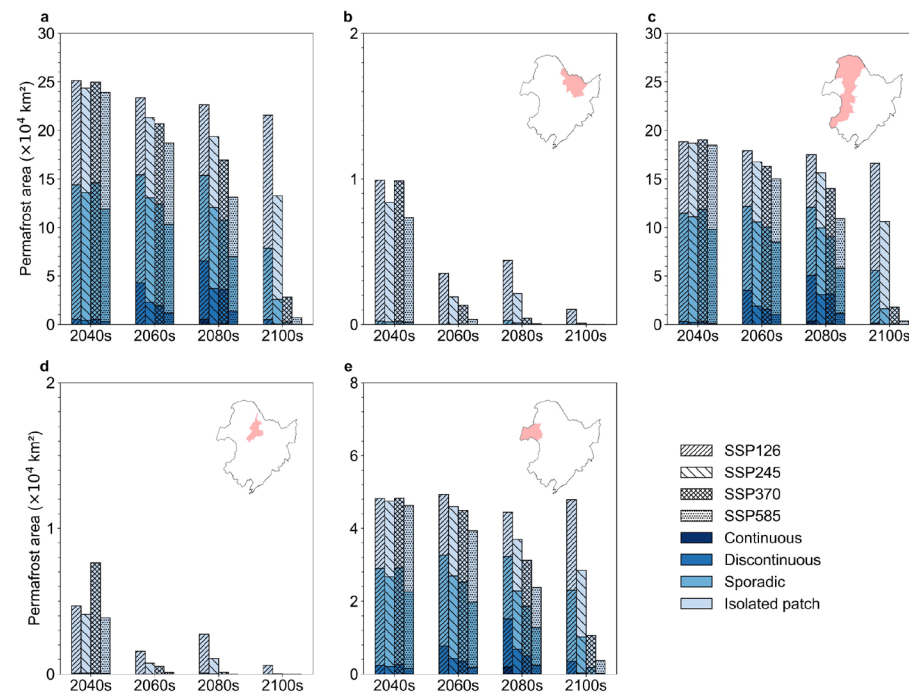 a
b
c
30
25
20
15
10
5
0
Permafrost area (×10⁴ km²)
2040s 2060s 2080s 2100s
2
1
0
2040s 2060s 2080s 2100s
30
25
20
15
10
5
0
2040s 2060s 2080s 2100s
d
e
2
1
0
Permafrost area (×10⁴ km²)
2040s 2060s 2080s 2100s
8
6
4
2
0
2040s 2060s 2080s 2100s
SSP126
SSP245
SSP370
SSP585
Continuous
Discontinuous
Sporadic
Isolated patch